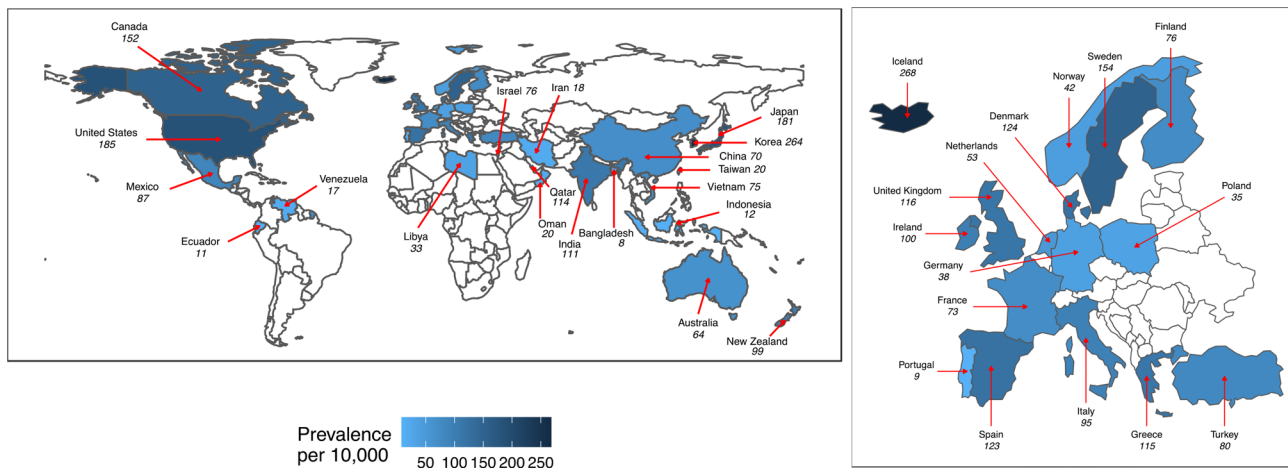 Canada
152
United States
185
Mexico
87
Venezuela
17
Ecuador
11
Israel 76
Iran 18
Libya
33
Qatar
114
Oman
20
India
111
Bangladesh
8
Japan
181
Korea 264
China 70
Taiwan 20
Vietnam 75
Indonesia
12
Australia
64
New Zealand
99
Iceland
268
Finland
76
Sweden
154
Norway
42
Denmark
124
Netherlands
53
United Kingdom
116
Poland
35
Ireland
100
Germany
38
France
73
Portugal
9
Spain
123
Italy
95
Greece
115
Turkey
80
Prevalence
per 10,000
50 100 150 200 250